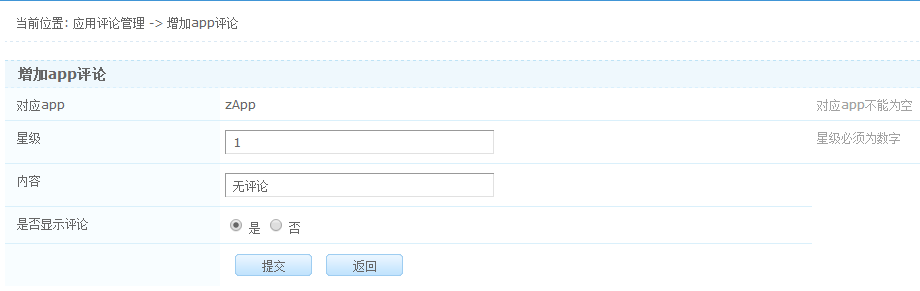 当前位置: 应用评论管理 -> 增加app评论
增加app评论
对应app zApp 对应app不能为空
星级 1 星级必须为数字
内容 无评论
是否显示评论 是 否
提交 返回